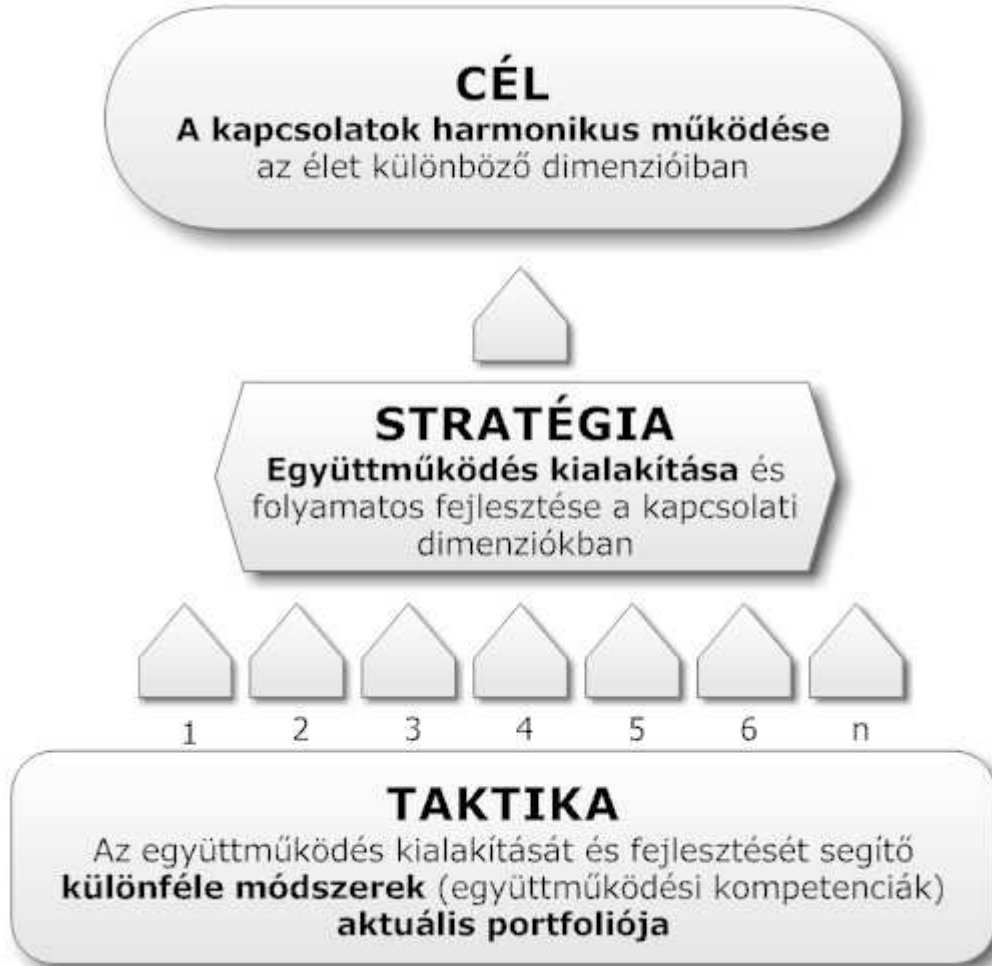 CÉL
A kapcsolatok harmonikus működése
az élet különböző dimenzióiban
STRATÉGIA
Együttműködés kialakítása és
folyamatos fejlesztése a kapcsolati
dimenziókban
1 2 3 4 5 6 n
TAKTIKA
Az együttműködés kialakítását és fejlesztését segítő
különféle módszerek (együttműködési kompetenciák)
aktuális portfoliója